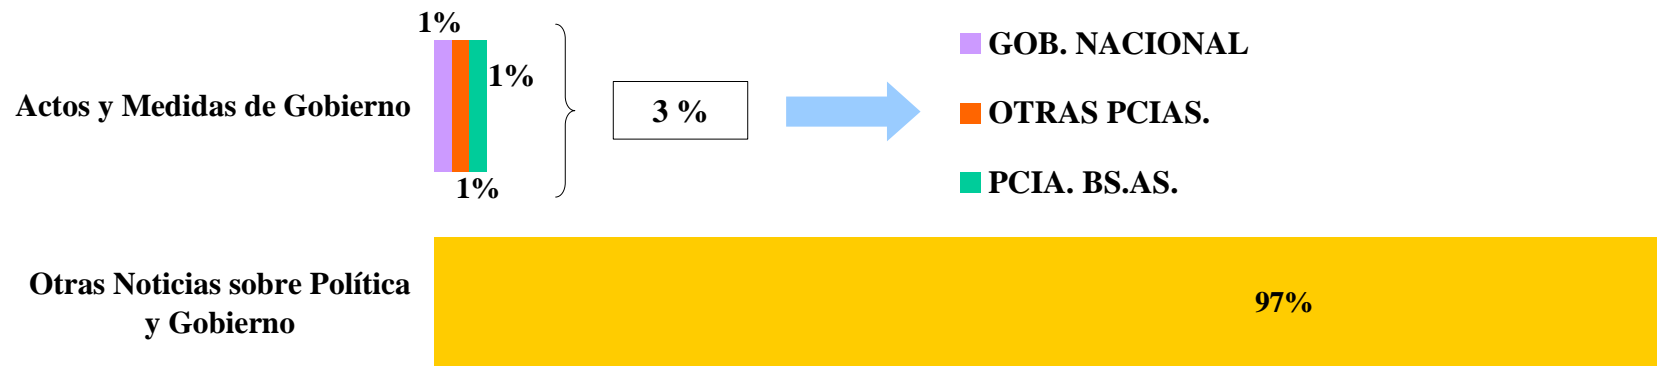 1%
1%
Actos y Medidas de Gobierno
1%
3 %
GOB. NACIONAL
OTRAS PCIAS.
PCIA. BS.AS.
Otras Noticias sobre Política
y Gobierno
97%